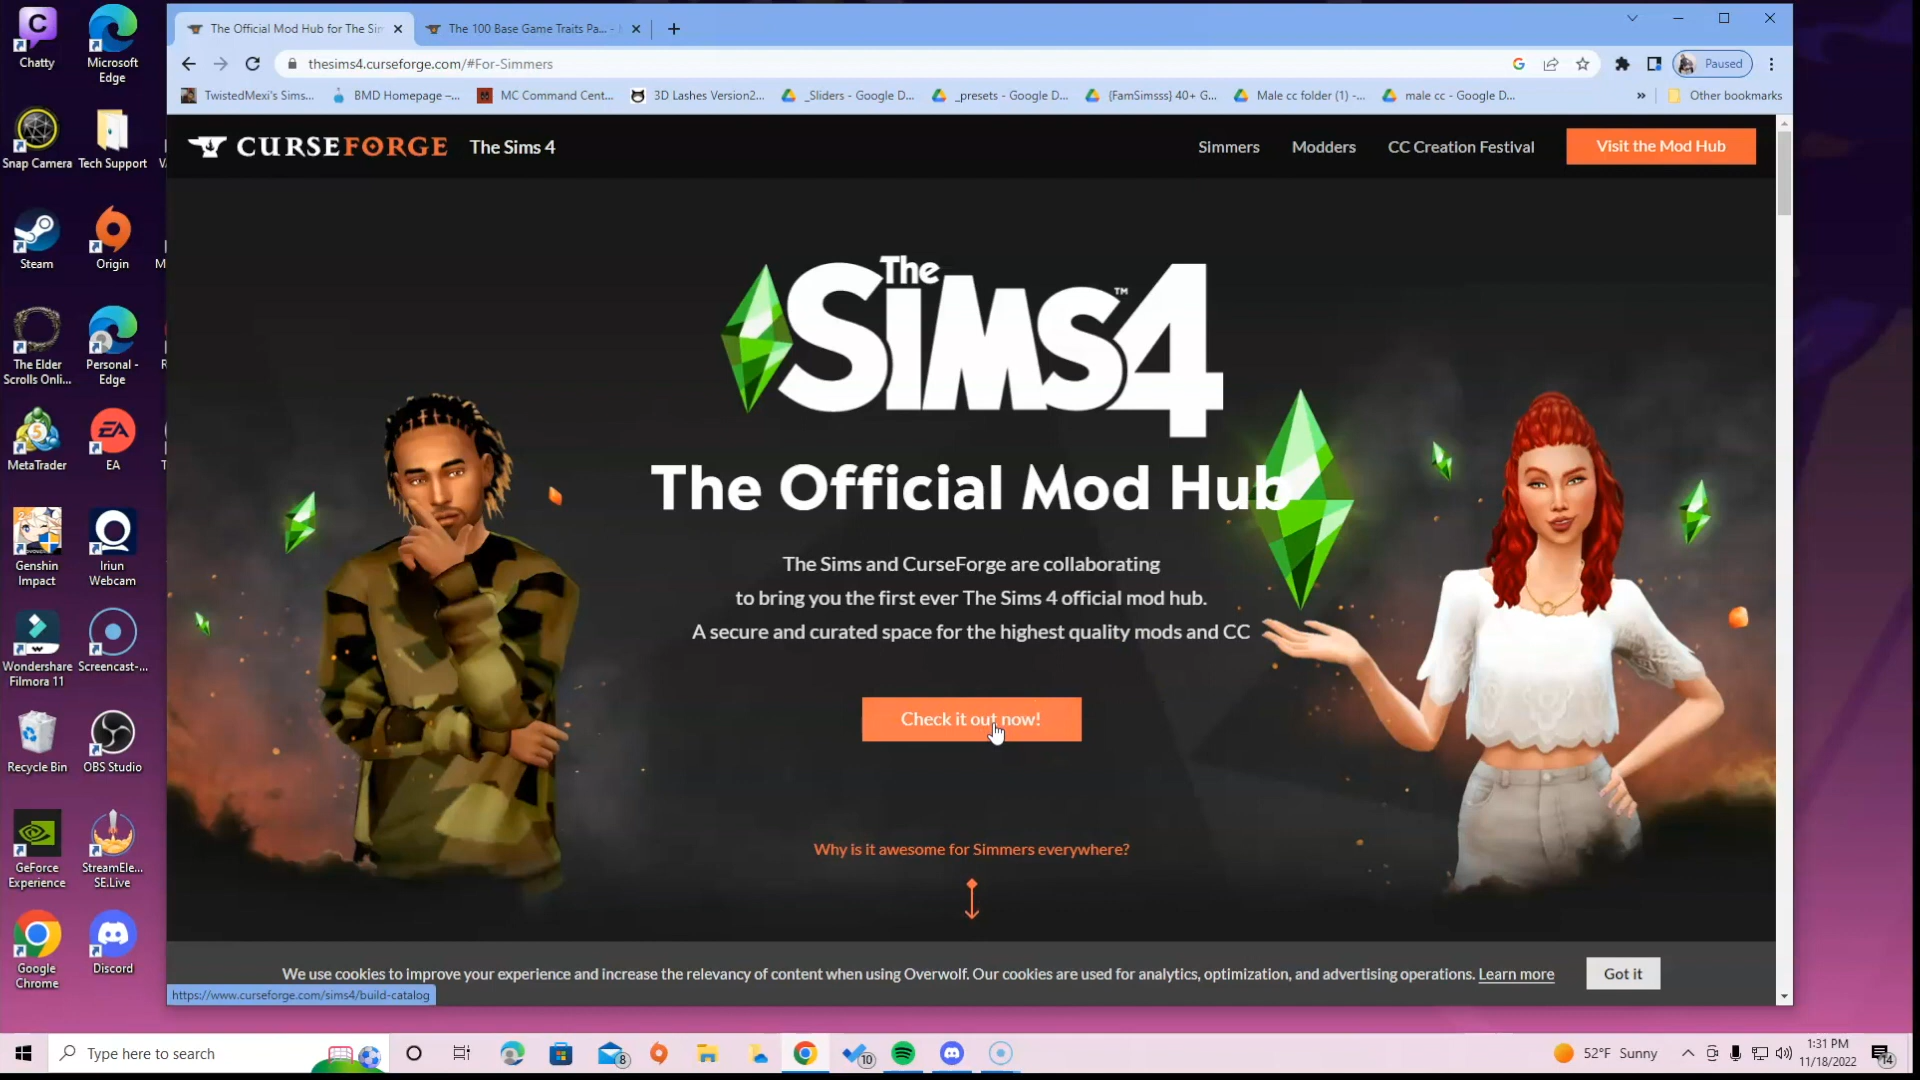 Chatty
Microsoft
Edge
Snap Camera
Tech Support
Steam
Origin
The Elder
Scrolls Onli...
Personal -
Edge
MetaTrader
EA
Genshin
Impact
Iriun
Webcam
Wondershare
Filmora 11
Screencast-...
Recycle Bin
OBS Studio
GeForce
Experience
StreamEle...
SE.Live
Google
Chrome
Discord
The Official Mod Hub for The Sim
The 100 Base Game Traits Pa... -
thesims4.curseforge.com/#For-Simmers
Paused
TwistedMexi's Sims...
BMD Homepage –...
MC Command Cent...
3D Lashes Version2...
_Sliders - Google D...
_presets - Google D...
{FamSimsss} 40+ G...
Male cc folder (1) -...
male cc - Google D...
»
Other bookmarks
CURSEFORGE
The Sims 4
Simmers
Modders
CC Creation Festival
Visit the Mod Hub
The SiMS 4 ™
The Official Mod Hub
The Sims and CurseForge are collaborating
to bring you the first ever The Sims 4 official mod hub.
A secure and curated space for the highest quality mods and CC
Check it out now!
Why is it awesome for Simmers everywhere?
We use cookies to improve your experience and increase the relevancy of content when using Overwolf. Our cookies are used for analytics, optimization, and advertising operations. Learn more
Got it
https://www.curseforge.com/sims4/build-catalog
Type here to search
8
10
52°F Sunny
1:31 PM
11/18/2022
14